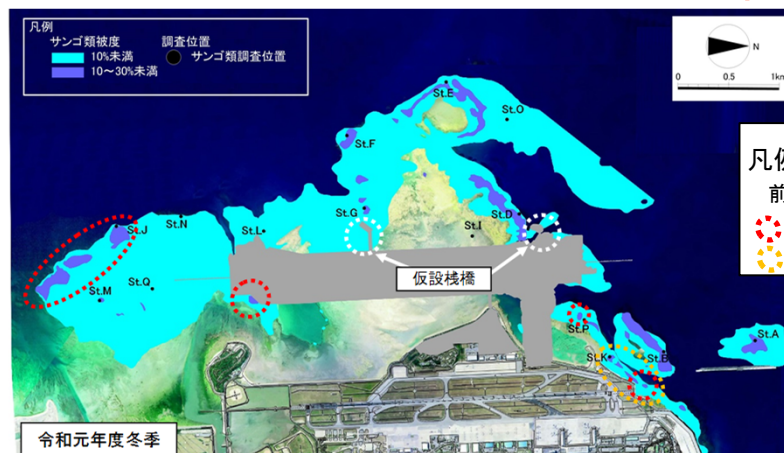 凡例
サンゴ類被度 調査位置
10%未満 サンゴ類調査位置
10～30%未満
N
0 0.5 1km
凡例
前
St.E
St.O
St.F
St.G
St.D
St.I
St.J
St.N
St.L
仮設桟橋
St.M
St.Q
St.P
St.A
St.K
令和元年度冬季